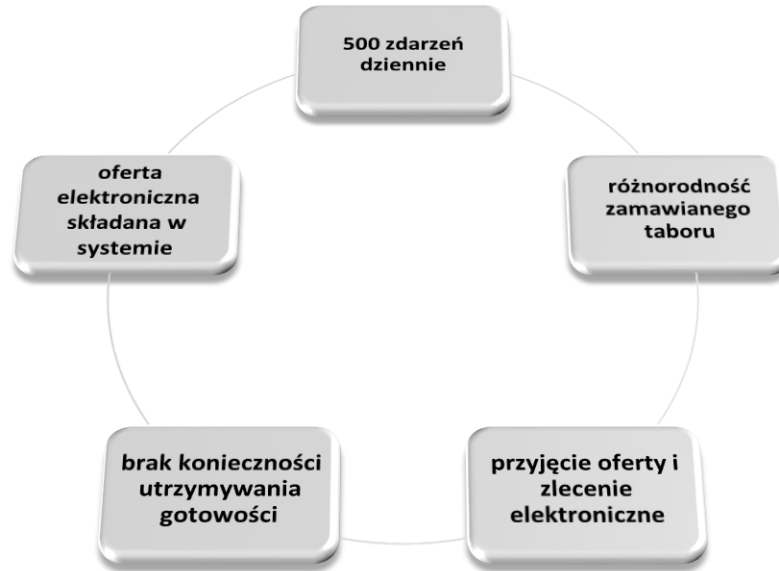 500 zdarzeń
dziennie
różnorodność
zamawianego
taboru
przyjęcie oferty i
zlecenie
elektroniczne
brak konieczności
utrzymywania
gotowości
oferta
elektroniczna
składana w
systemie